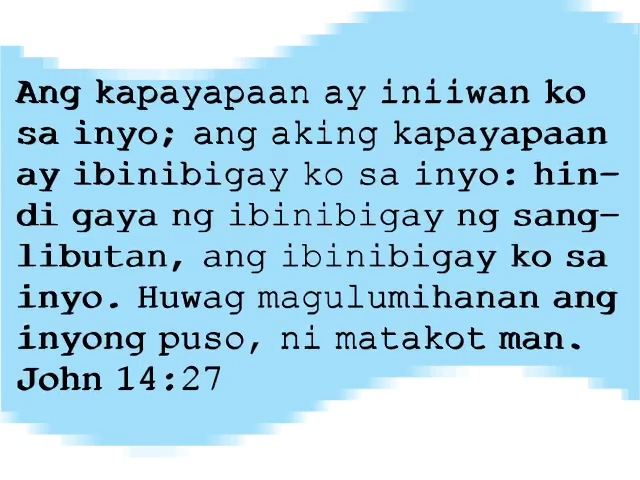 Ang kapayapaan ay iniiwan ko
sa inyo; ang aking kapayapaan
ay ibinibigay ko sa inyo: hin-
di gaya ng ibinibigay ng sang-
libutan, ang ibinibigay ko sa
inyo. Huwag magulumihanan ang
inyong puso, ni matakot man.
John 14:27